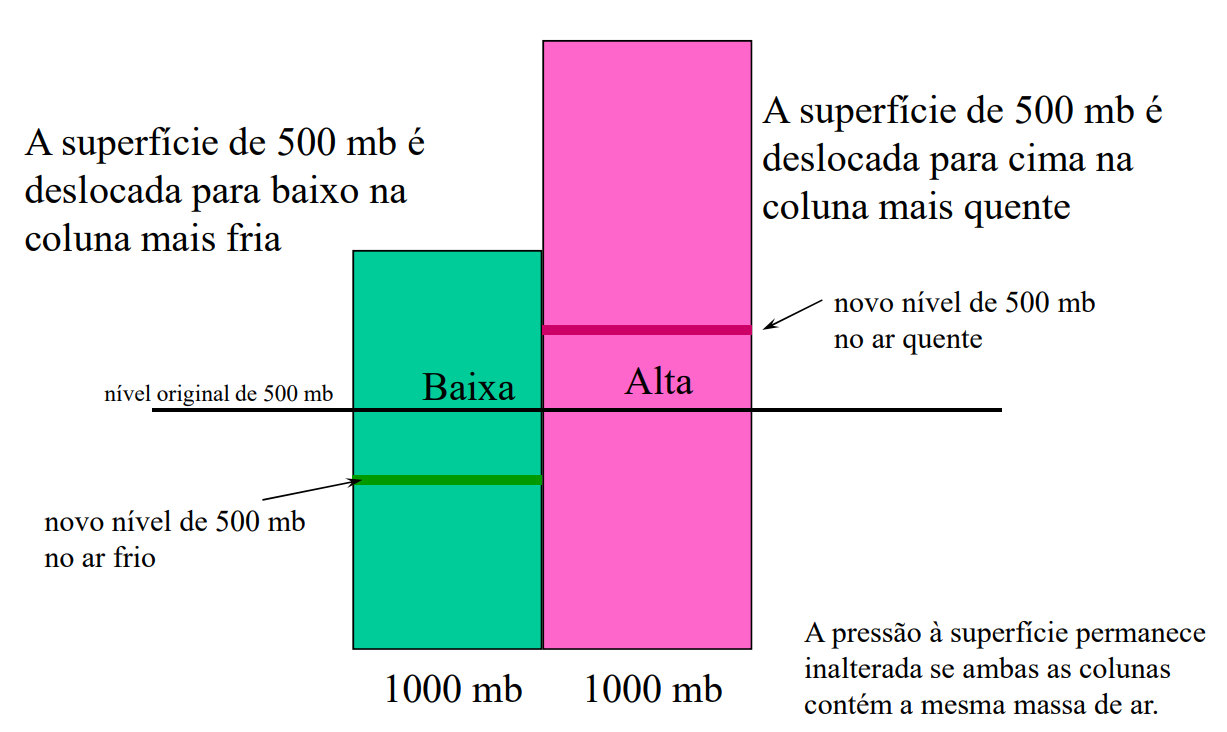 A superfície de 500 mb é
deslocada para baixo na
coluna mais fria
A superfície de 500 mb é
deslocada para cima na
coluna mais quente
novo nível de 500 mb
no ar quente
Baixa
Alta
nível original de 500 mb
novo nível de 500 mb
no ar frio
1000 mb
1000 mb
A pressão à superfície permanece
inalterada se ambas as colunas
contém a mesma massa de ar.